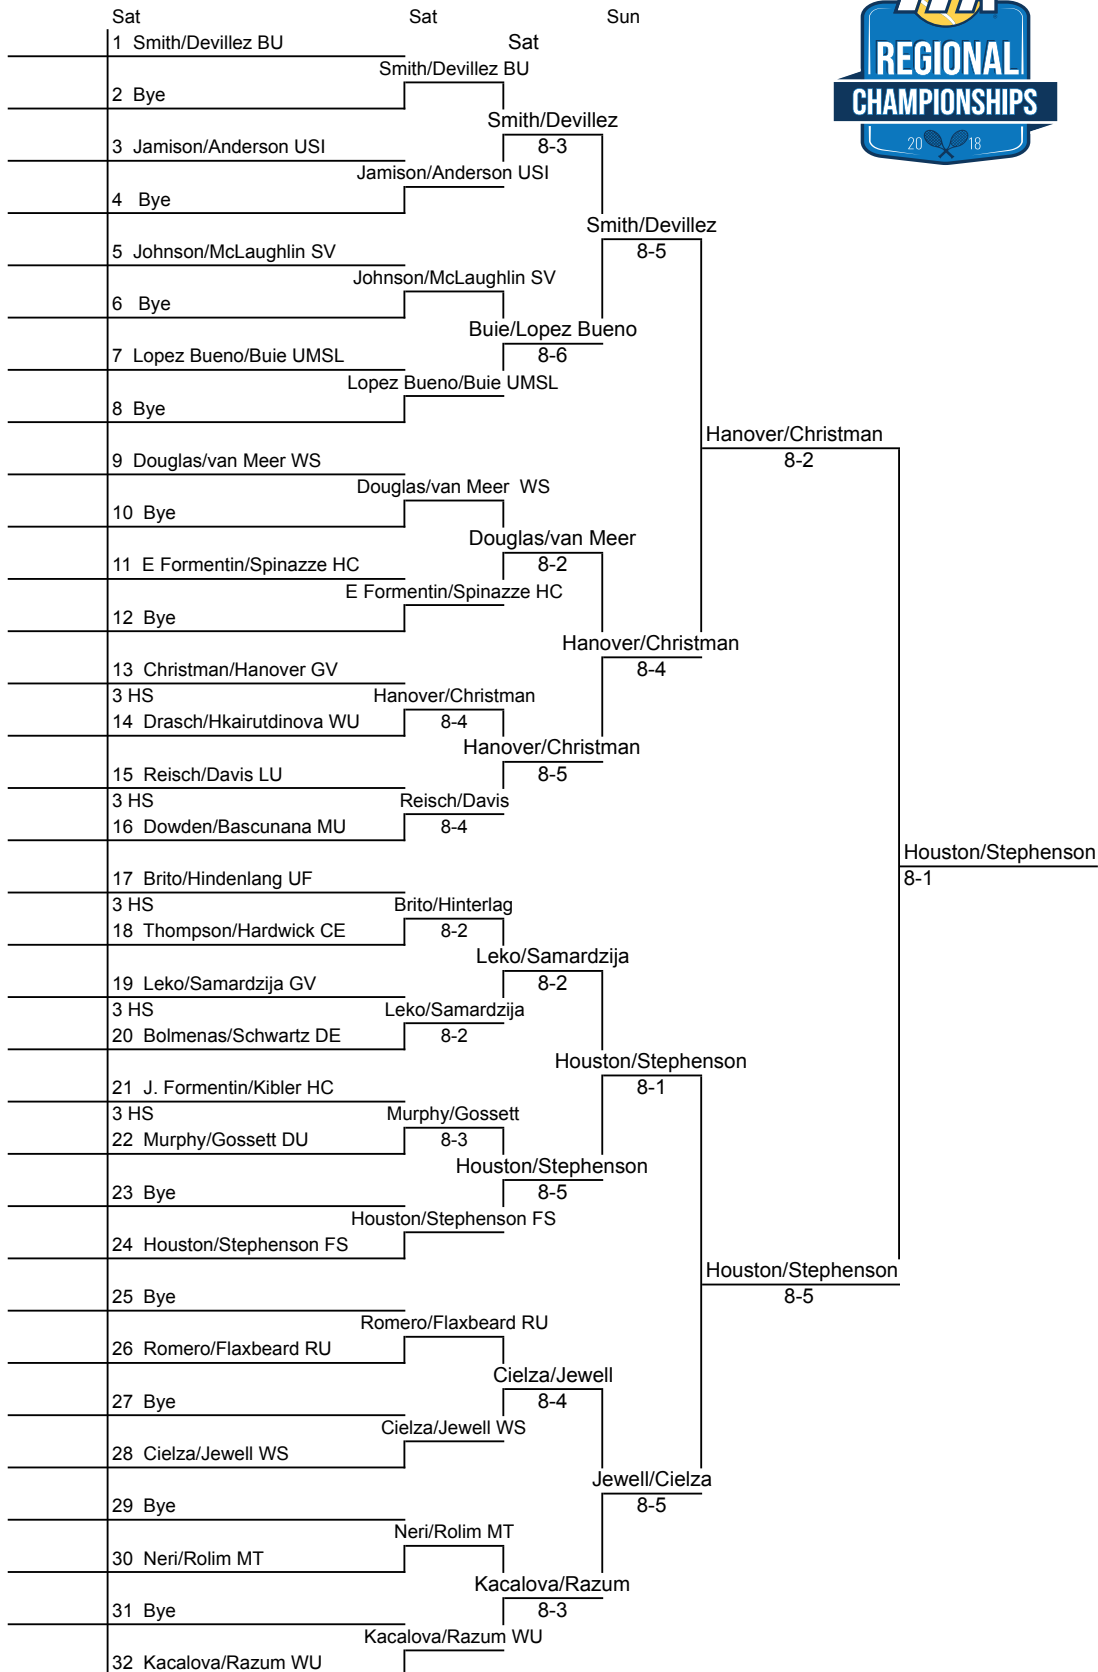 Sat Sat Sun
1 Smith/Devillez BU Sat
Smith/Devillez BU
2 Bye
Smith/Devillez
3 Jamison/Anderson USI 8-3
Jamison/Anderson USI
4 Bye
Smith/Devillez
5 Johnson/McLaughlin SV 8-5
Johnson/McLaughlin SV
6 Bye
Buie/Lopez Bueno
7 Lopez Bueno/Buie UMSL 8-6
Lopez Bueno/Buie UMSL
8 Bye
Hanover/Christman
9 Douglas/van Meer WS 8-2
Douglas/van Meer WS
10 Bye
Douglas/van Meer
11 E Formentin/Spinazze HC 8-2
E Formentin/Spinazze HC
12 Bye
Hanover/Christman
13 Christman/Hanover GV 8-4
3 HS Hanover/Christman
14 Drasch/Hkairutdinova WU 8-4
Hanover/Christman
15 Reisch/Davis LU 8-5
3 HS Reisch/Davis
16 Dowden/Bascunana MU 8-4
Houston/Stephenson
17 Brito/Hindenlang UF 8-1
3 HS Brito/Hinterlag
18 Thompson/Hardwick CE 8-2
Leko/Samardzija
19 Leko/Samardzija GV 8-2
3 HS Leko/Samardzija
20 Bolmenas/Schwartz DE 8-2
Houston/Stephenson
21 J. Formentin/Kibler HC 8-1
3 HS Murphy/Gossett
22 Murphy/Gossett DU 8-3
Houston/Stephenson
23 Bye 8-5
Houston/Stephenson FS
24 Houston/Stephenson FS
Houston/Stephenson
25 Bye 8-5
Romero/Flaxbeard RU
26 Romero/Flaxbeard RU
Cielza/Jewell
27 Bye 8-4
Cielza/Jewell WS
28 Cielza/Jewell WS
Jewell/Cielza
29 Bye 8-5
Neri/Rolim MT
30 Neri/Rolim MT
Kacalova/Razum
31 Bye 8-3
Kacalova/Razum WU
32 Kacalova/Razum WU
REGIONAL
CHAMPIONSHIPS
20 18